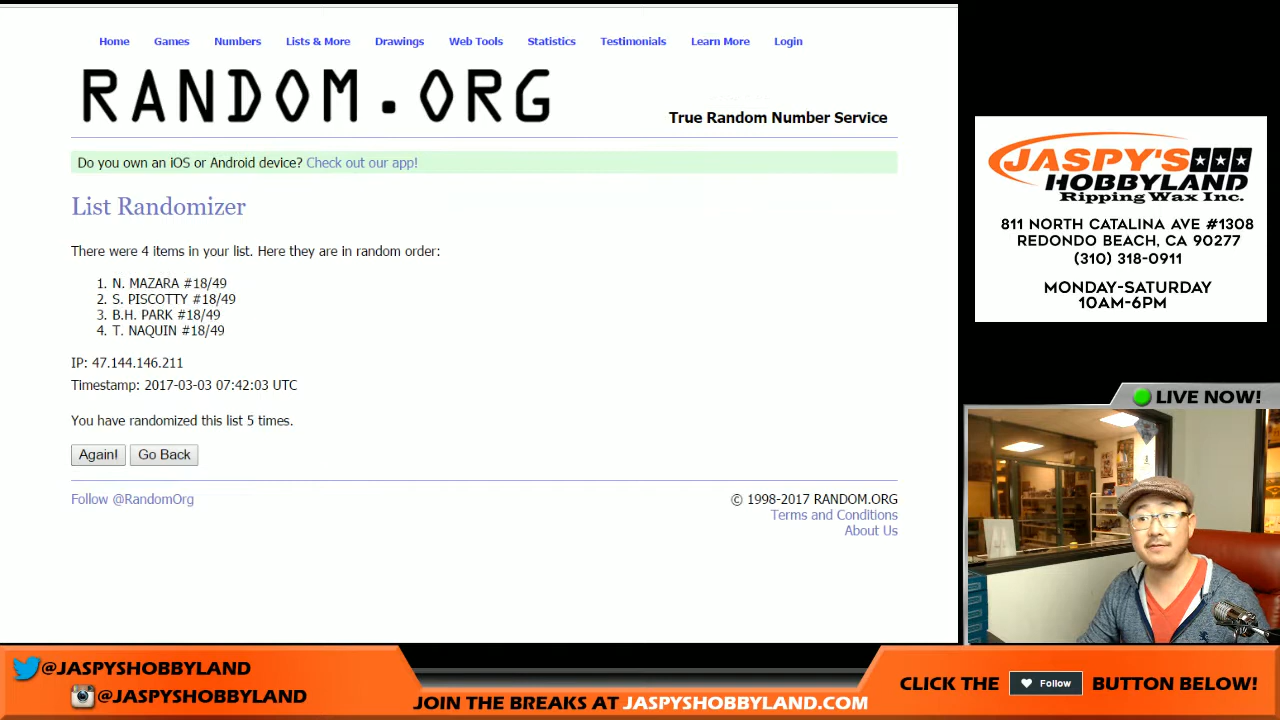 Home Games Numbers Lists & More Drawings Web Tools Statistics Testimonials Learn More Login
RANDOM.ORG
True Random Number Service
Do you own an iOS or Android device? Check out our app!
List Randomizer
There were 4 items in your list. Here they are in random order:
1. N. MAZARA #18/49
2. S. PISCOTTY #18/49
3. B.H. PARK #18/49
4. T. NAQUIN #18/49
IP: 47.144.146.211
Timestamp: 2017-03-03 07:42:03 UTC
You have randomized this list 5 times.
Again! Go Back
Follow @RandomOrg
© 1998-2017 RANDOM.ORG
Terms and Conditions
About Us
JASPY'S
HOBBYLAND
Ripping Wax Inc.
811 NORTH CATALINA AVE #1308
REDONDO BEACH, CA 90277
(310) 318-0911
MONDAY-SATURDAY
10AM-6PM
LIVE NOW!
@JASPYSHOBBYLAND
@JASPYSHOBBYLAND
JOIN THE BREAKS AT JASPYSHOBBYLAND.COM
CLICK THE Follow BUTTON BELOW!